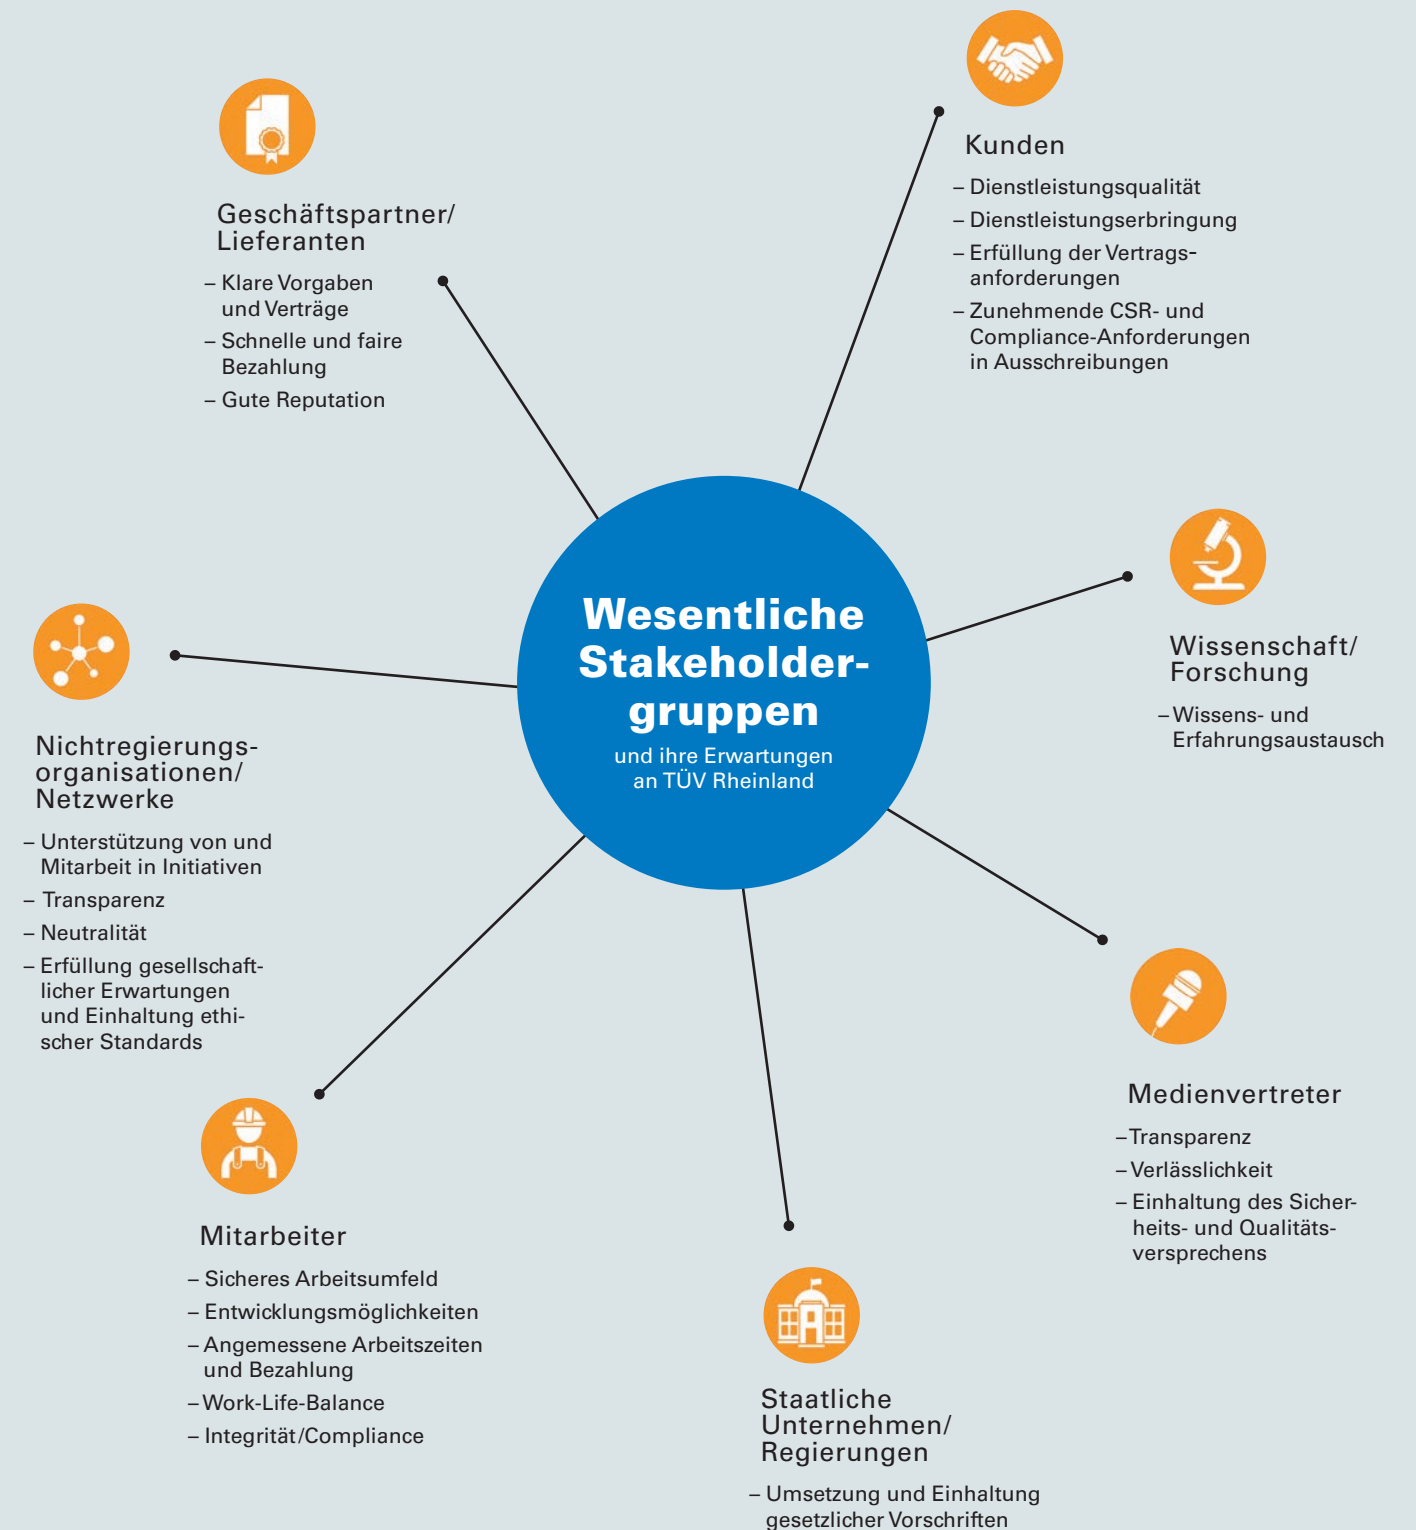 Kunden
– Dienstleistungsqualität
– Dienstleistungserbringung
– Erfüllung der Vertrags-
anforderungen
– Zunehmende CSR- und
Compliance-Anforderungen
in Ausschreibungen
Geschäftspartner/
Lieferanten
– Klare Vorgaben
und Verträge
– Schnelle und faire
Bezahlung
– Gute Reputation
Wesentliche
Stakeholder-
gruppen
und ihre Erwartungen
an TÜV Rheinland
Wissenschaft/
Forschung
– Wissens- und
Erfahrungsaustausch
Nichtregierungs-
organisationen/
Netzwerke
– Unterstützung von und
Mitarbeit in Initiativen
– Transparenz
– Neutralität
– Erfüllung gesellschaft-
licher Erwartungen
und Einhaltung ethi-
scher Standards
Medienvertreter
– Transparenz
– Verlässlichkeit
– Einhaltung des Sicher-
heits- und Qualitäts-
versprechens
Mitarbeiter
– Sicheres Arbeitsumfeld
– Entwicklungsmöglichkeiten
– Angemessene Arbeitszeiten
und Bezahlung
– Work-Life-Balance
– Integrität/Compliance
Staatliche
Unternehmen/
Regierungen
– Umsetzung und Einhaltung
gesetzlicher Vorschriften